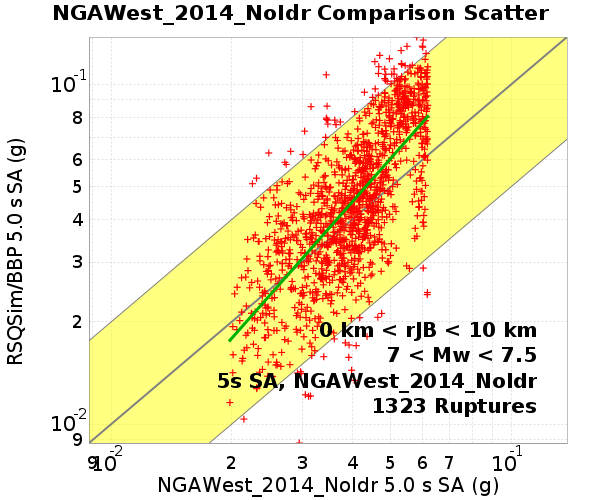 NGAWest_2014_NoIdr Comparison Scatter
RSQSim/BBP 5.0 s SA (g)
10-1
8
6
5
4
3
2
10-2
9
0 km < rJB < 10 km
7 < Mw < 7.5
5s SA, NGAWest_2014_NoIdr
1323 Ruptures
9 10-2 2 3 4 5 6 7 10-1
NGAWest_2014_NoIdr 5.0 s SA (g)